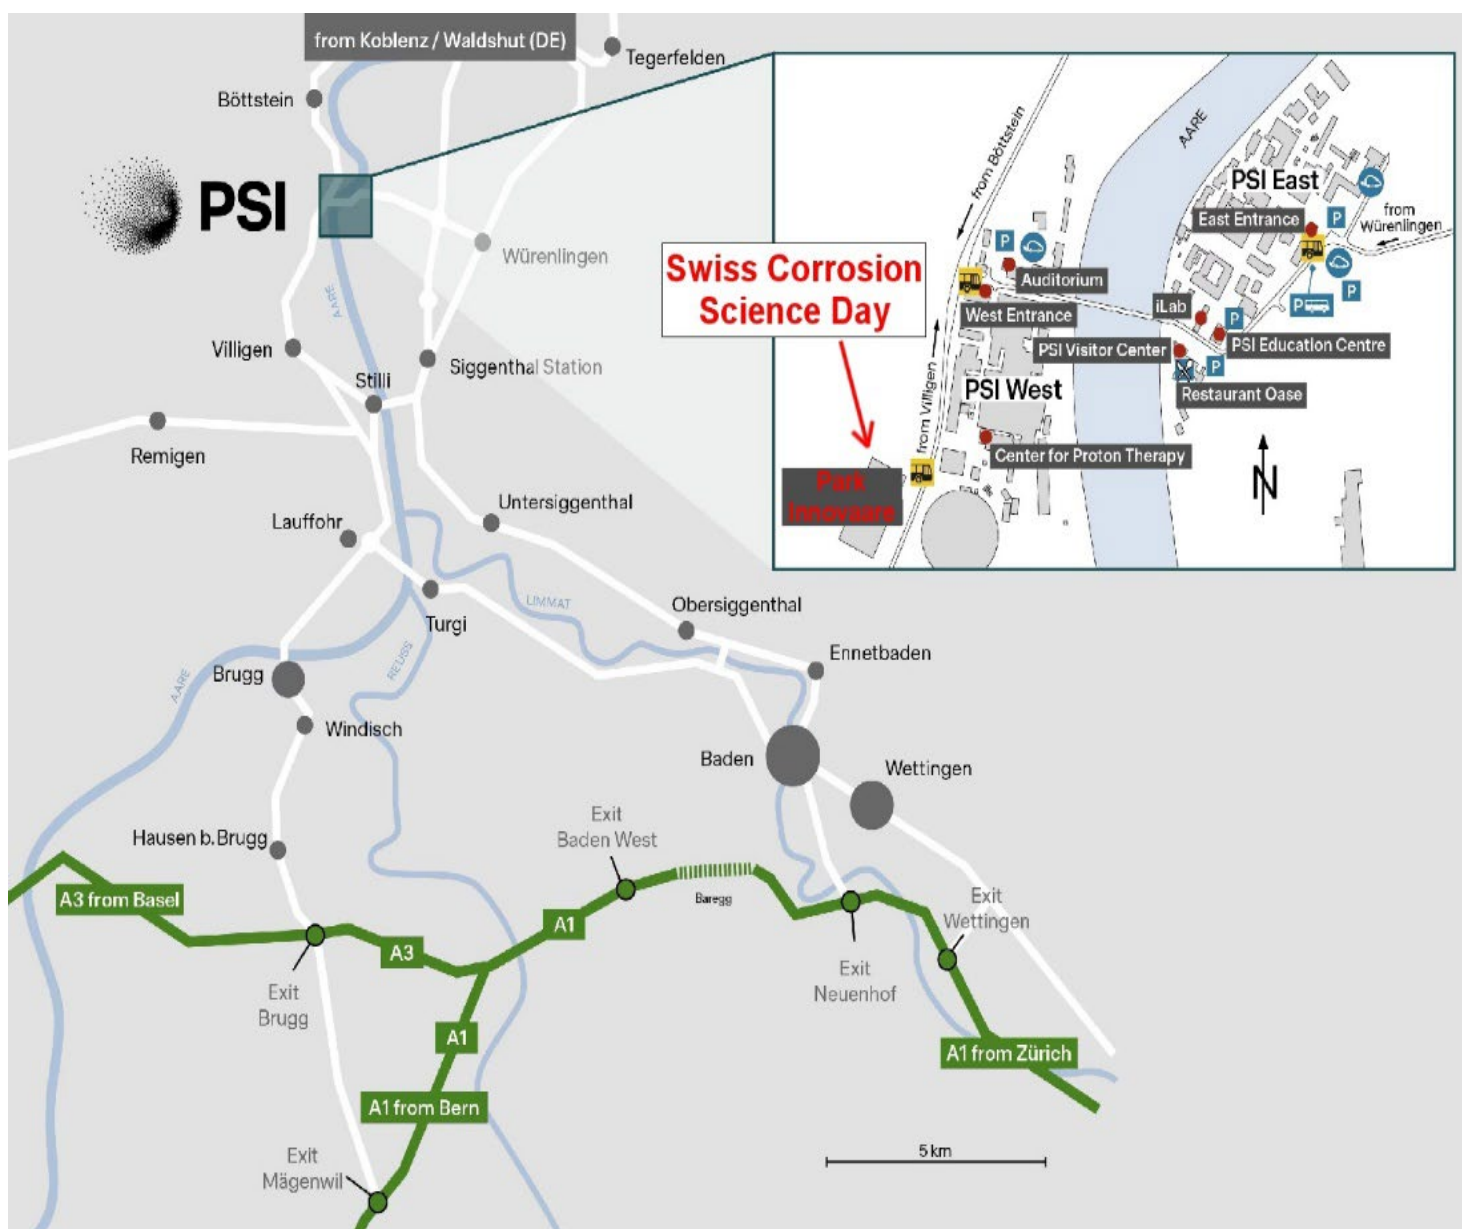 from Koblenz / Waldshut (DE)
Tegerfelden
Böttstein
PSI
Würenlingen
AARE
Villigen
Siggenthal Station
Stilli
Remigen
Untersiggenthal
Lauffohr
LIMMAT
Obersiggenthal
Turgi
Ennetbaden
REUSS
AARE
Brugg
Windisch
Baden
Wettingen
Hausen b. Brugg
Exit
Baden West
A3 from Basel
Baregg
Exit
Wettingen
A1
A3
Exit
Neuenhof
Exit
Brugg
A1
A1 from Zürich
A1 from Bern
5 km
Exit
Mägenwil
AARE
from Böttstein
PSI East
East Entrance
P
from
Würenlingen
Swiss Corrosion
Science Day
P
Auditorium
West Entrance
iLab
P
P
P
PSI Visitor Center
PSI Education Centre
P
Restaurant Oase
PSI West
from Villigen
Center for Proton Therapy
Park
Innovaare
N